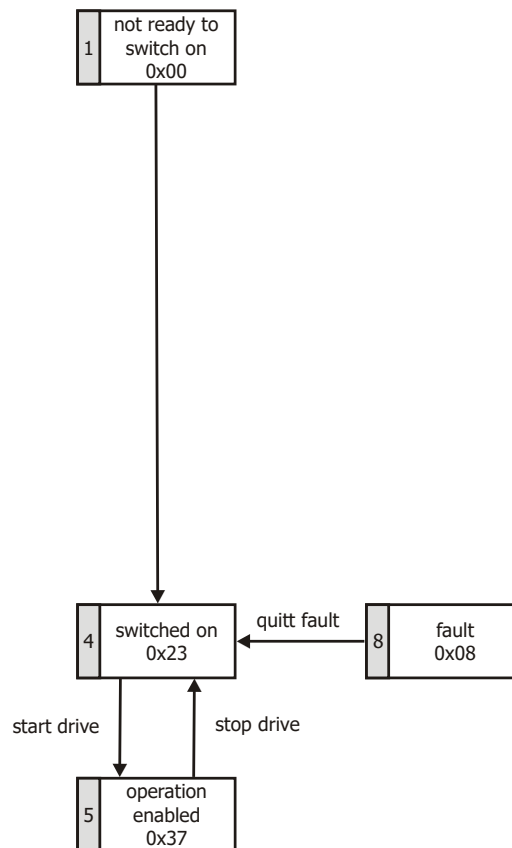 1
not ready to
switch on
0x00
4
switched on
0x23
quitt fault
8
fault
0x08
start drive
stop drive
5
operation
enabled
0x37